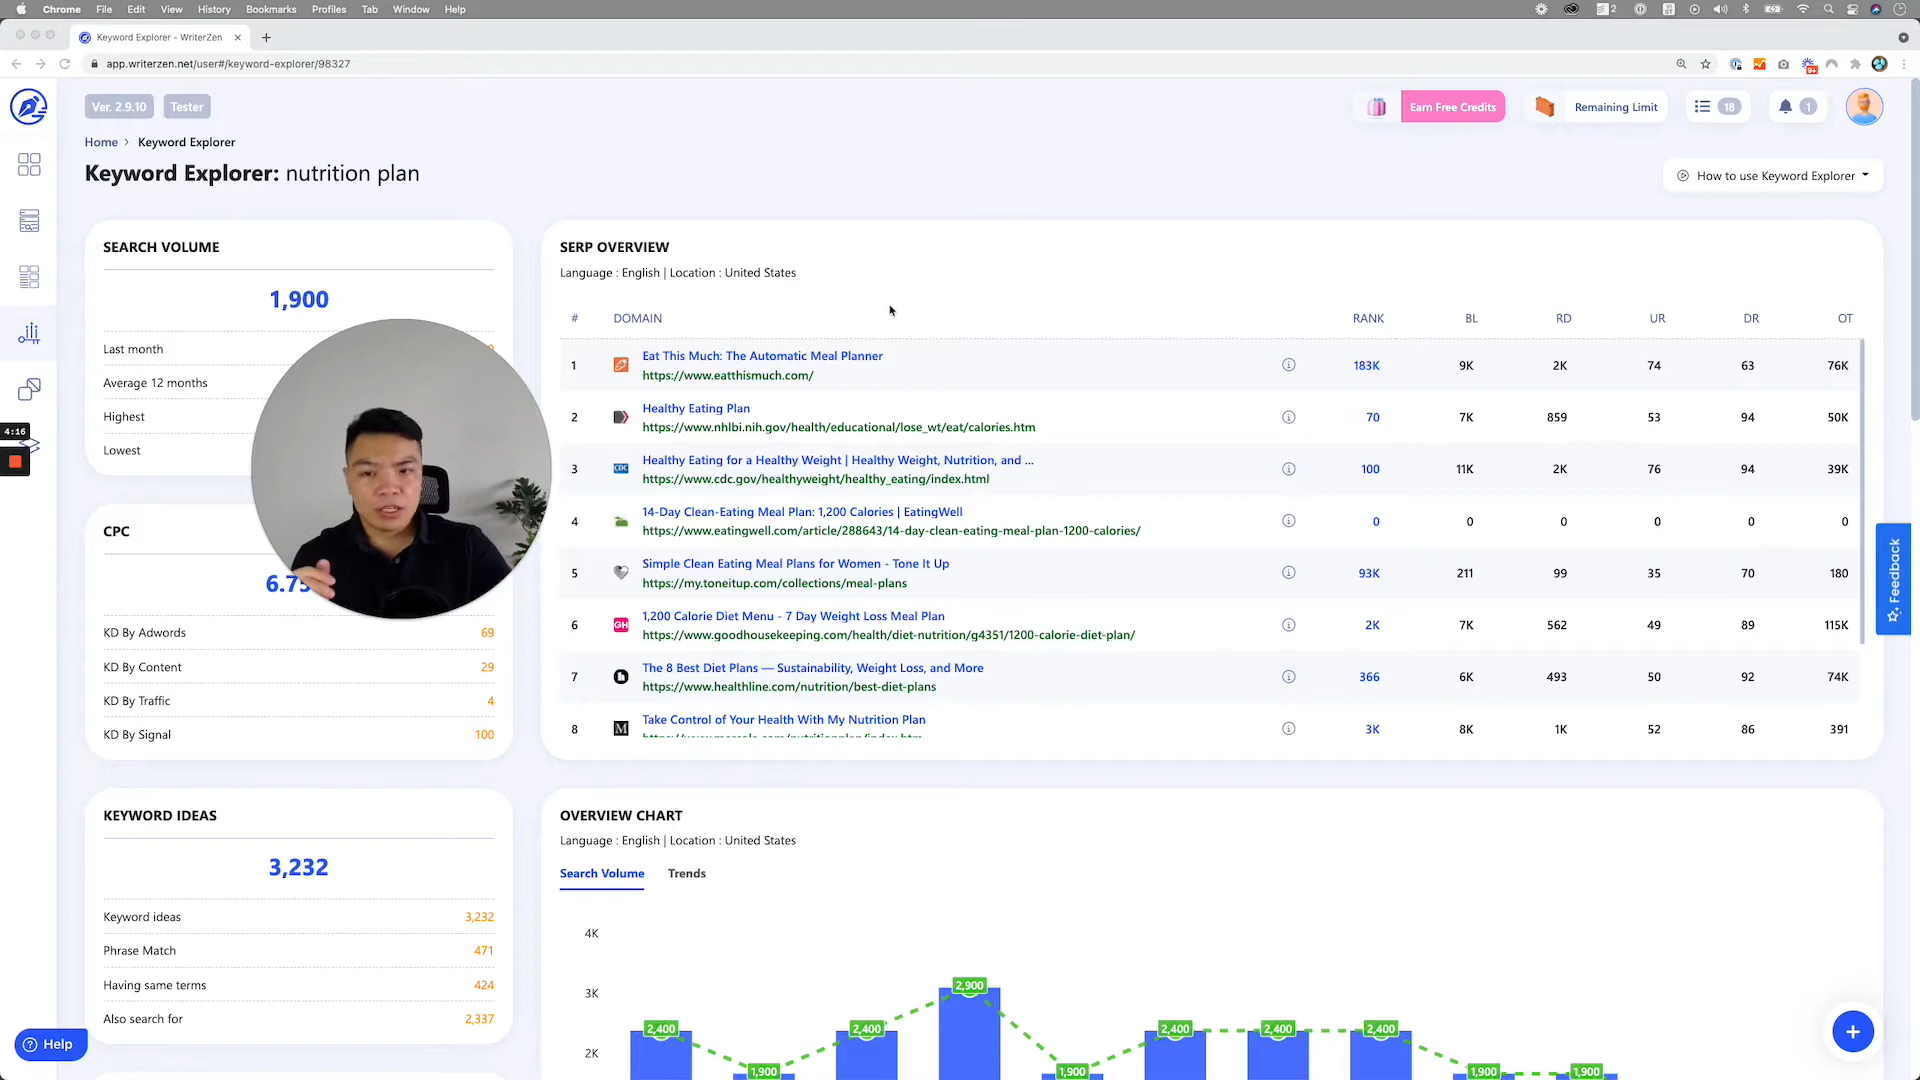 Chrome File Edit View History Bookmarks Profiles Tab Window Help
2
Keyword Explorer - WriterZen
app.writerzen.net/user#/keyword-explorer/98327
9+
Ver. 2.9.10 Tester
Earn Free Credits
Remaining Limit
18
1
Home > Keyword Explorer
Keyword Explorer: nutrition plan
How to use Keyword Explorer
SEARCH VOLUME
1,900
Last month
Average 12 months
Highest
Lowest
4:16
CPC
KD By Adwords 69
KD By Content 29
KD By Traffic 4
KD By Signal 100
KEYWORD IDEAS
3,232
Keyword ideas 3,232
Phrase Match 471
Having same terms 424
Also search for 2,337
Help
SERP OVERVIEW
Language : English | Location : United States
# DOMAIN RANK BL RD UR DR OT
1 Eat This Much: The Automatic Meal Planner 183K 9K 2K 74 63 76K
https://www.eatthismuch.com/
2 Healthy Eating Plan 70 7K 859 53 94 50K
https://www.nhlbi.nih.gov/health/educational/lose_wt/eat/calories.htm
3 CDC Healthy Eating for a Healthy Weight | Healthy Weight, Nutrition, and ... 100 11K 2K 76 94 39K
https://www.cdc.gov/healthyweight/healthy_eating/index.html
4 14-Day Clean-Eating Meal Plan: 1,200 Calories | EatingWell 0 0 0 0 0 0
https://www.eatingwell.com/article/288643/14-day-clean-eating-meal-plan-1200-calories/
5 Simple Clean Eating Meal Plans for Women - Tone It Up 93K 211 99 35 70 180
https://my.toneitup.com/collections/meal-plans
6 GH 1,200 Calorie Diet Menu - 7 Day Weight Loss Meal Plan 2K 7K 562 49 89 115K
https://www.goodhousekeeping.com/health/diet-nutrition/g4351/1200-calorie-diet-plan/
7 The 8 Best Diet Plans — Sustainability, Weight Loss, and More 366 6K 493 50 92 74K
https://www.healthline.com/nutrition/best-diet-plans
8 M Take Control of Your Health With My Nutrition Plan 3K 8K 1K 52 86 391
Feedback
OVERVIEW CHART
Language : English | Location : United States
Search Volume Trends
4K
3K
2K
2,400
1,900
2,400
2,900
1,900
2,400
2,400
2,400
1,900
1,900
+